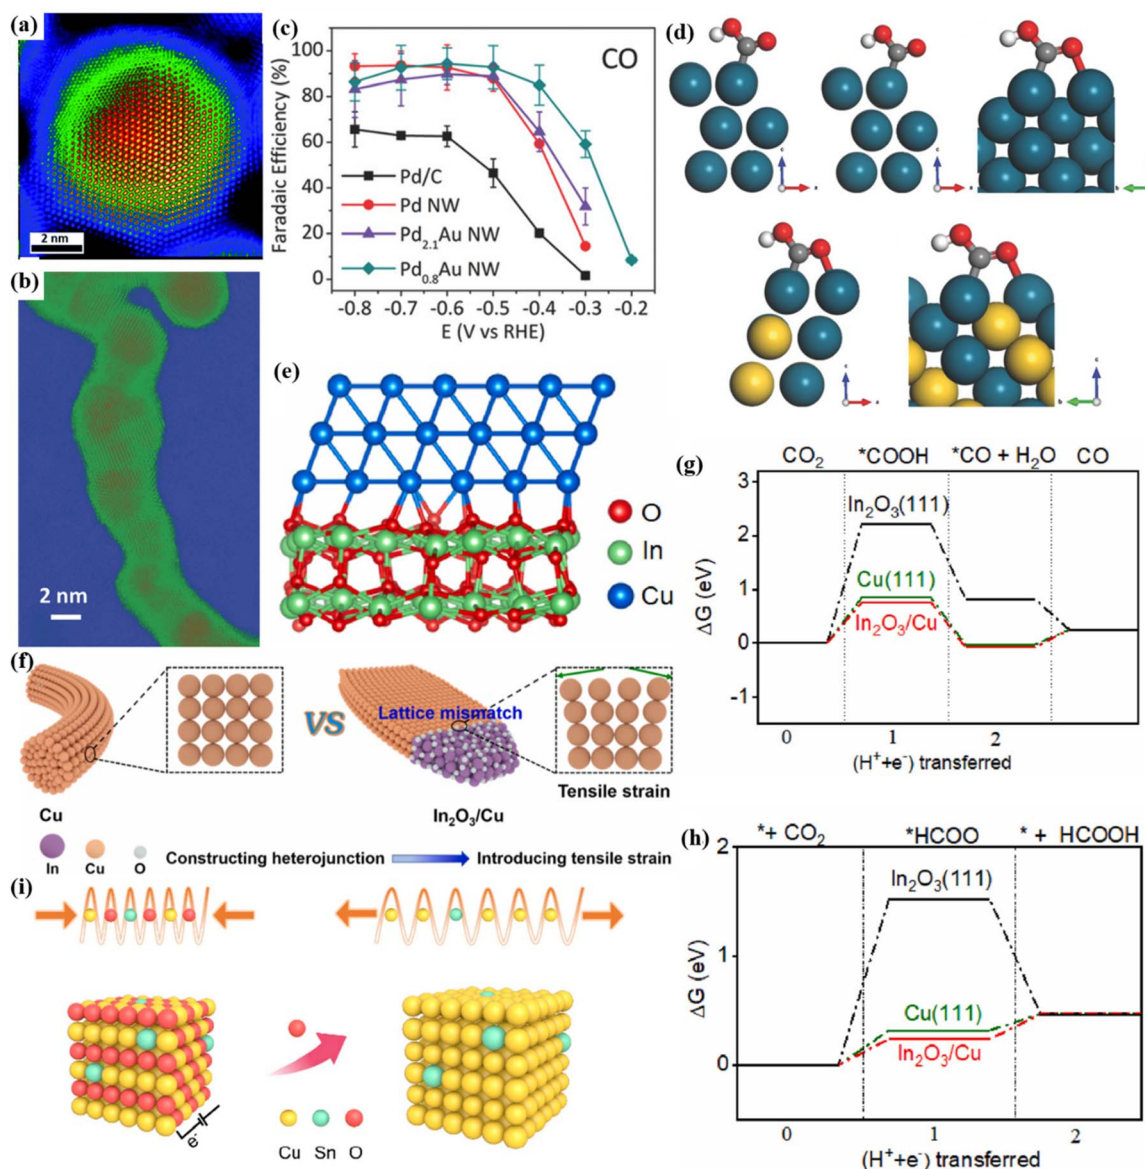 (a)
2 nm
(b)
2 nm
(c)
Faradaic Efficiency (%)
100
80
60
40
20
0
CO
Pd/C
Pd NW
Pd2.1Au NW
Pd0.8Au NW
-0.8 -0.7 -0.6 -0.5 -0.4 -0.3 -0.2
E (V vs RHE)
(d)
c
a
c
a
c
b
c
a
c
b
(e)
O
In
Cu
(f)
Cu
VS
Lattice mismatch
In2O3/Cu
Tensile strain
In Cu O
Constructing heterojunction
Introducing tensile strain
(g)
CO2 *COOH *CO + H2O CO
ΔG (eV)
3
2
1
0
-1
In2O3(111)
Cu(111)
In2O3/Cu
0 1 2
(H++e-) transferred
(h)
*+ CO2 *HCOO * + HCOOH
ΔG (eV)
2
1
0
In2O3(111)
Cu(111)
In2O3/Cu
0 1 2
(H++e-) transferred
(i)
e-
Cu Sn O